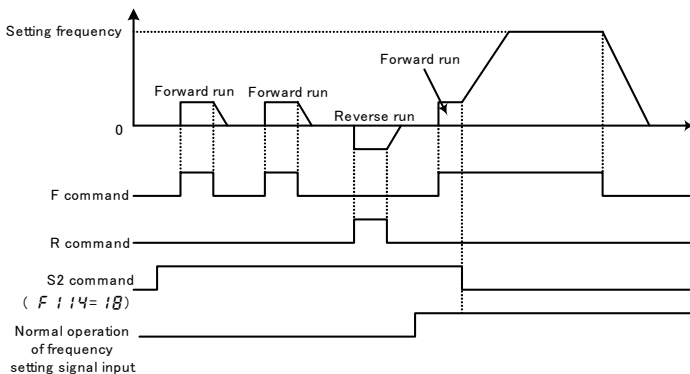 Setting frequency
Forward run
Forward run
Forward run
Reverse run
0
F command
R command
S2 command
( F 114= 18)
Normal operation
of frequency
setting signal input